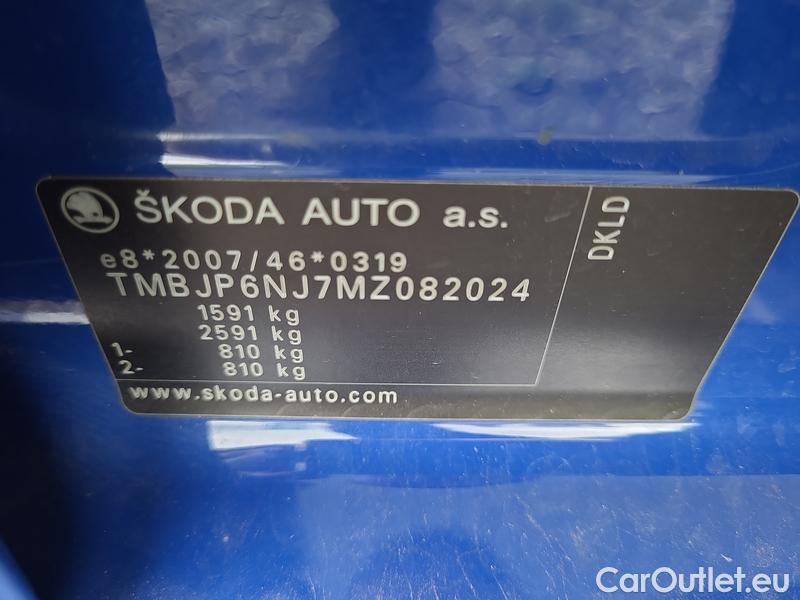 ŠKODA AUTO a.s.
DKLD
e8*2007/46*0319
TMBJP6NJ7MZ082024
1591 kg
2591 kg
1- 810 kg
2- 810 kg
www.skoda-auto.com
CarOutlet.eu